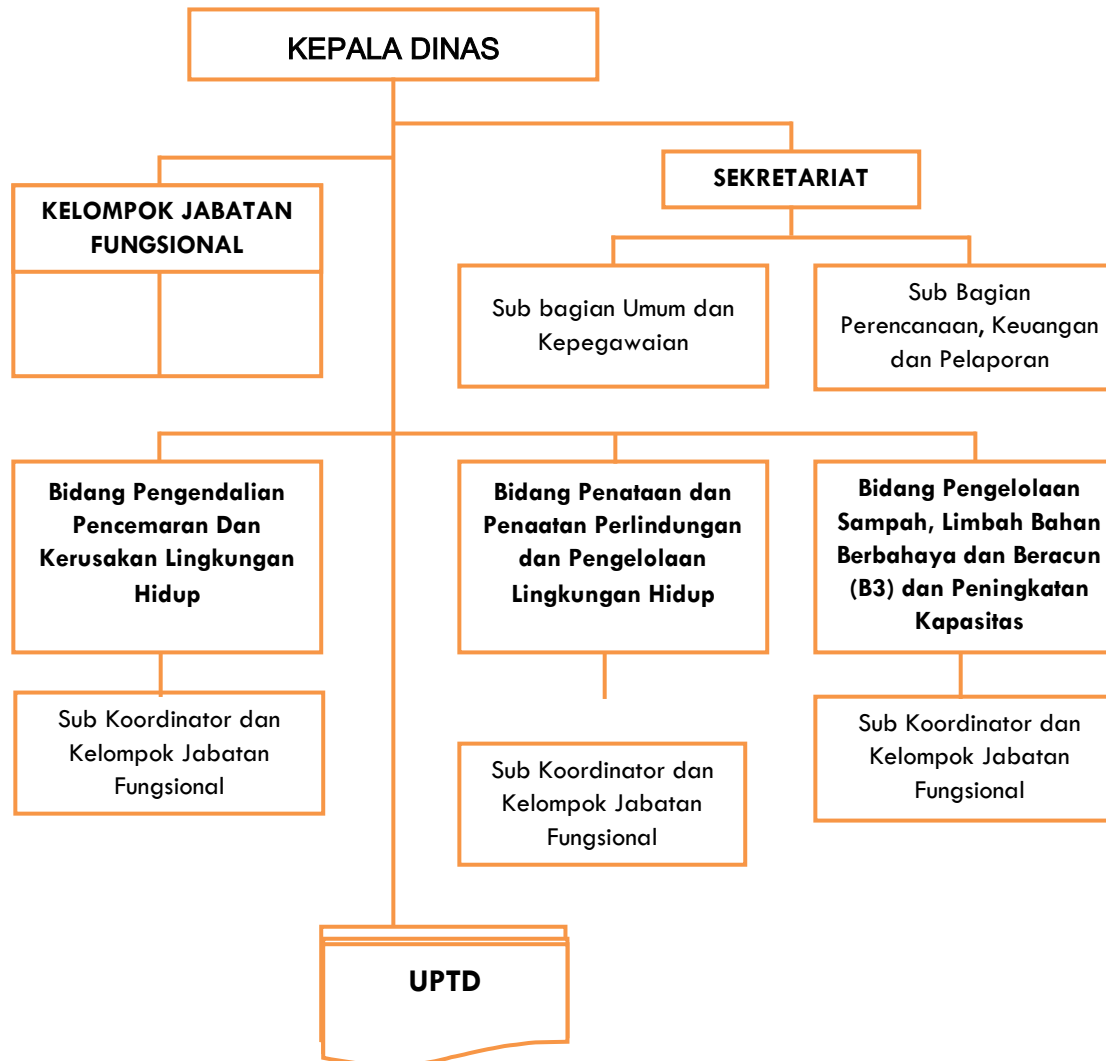 KEPALA DINAS
SEKRETARIAT
KELOMPOK JABATAN
FUNGSIONAL
Sub bagian Umum dan
Kepegawaian
Sub Bagian
Perencanaan, Keuangan
dan Pelaporan
Bidang Pengendalian
Pencemaran Dan
Kerusakan Lingkungan
Hidup
Bidang Penataan dan
Penaatan Perlindungan
dan Pengelolaan
Lingkungan Hidup
Bidang Pengelolaan
Sampah, Limbah Bahan
Berbahaya dan Beracun
(B3) dan Peningkatan
Kapasitas
Sub Koordinator dan
Kelompok Jabatan
Fungsional
Sub Koordinator dan
Kelompok Jabatan
Fungsional
Sub Koordinator dan
Kelompok Jabatan
Fungsional
UPTD